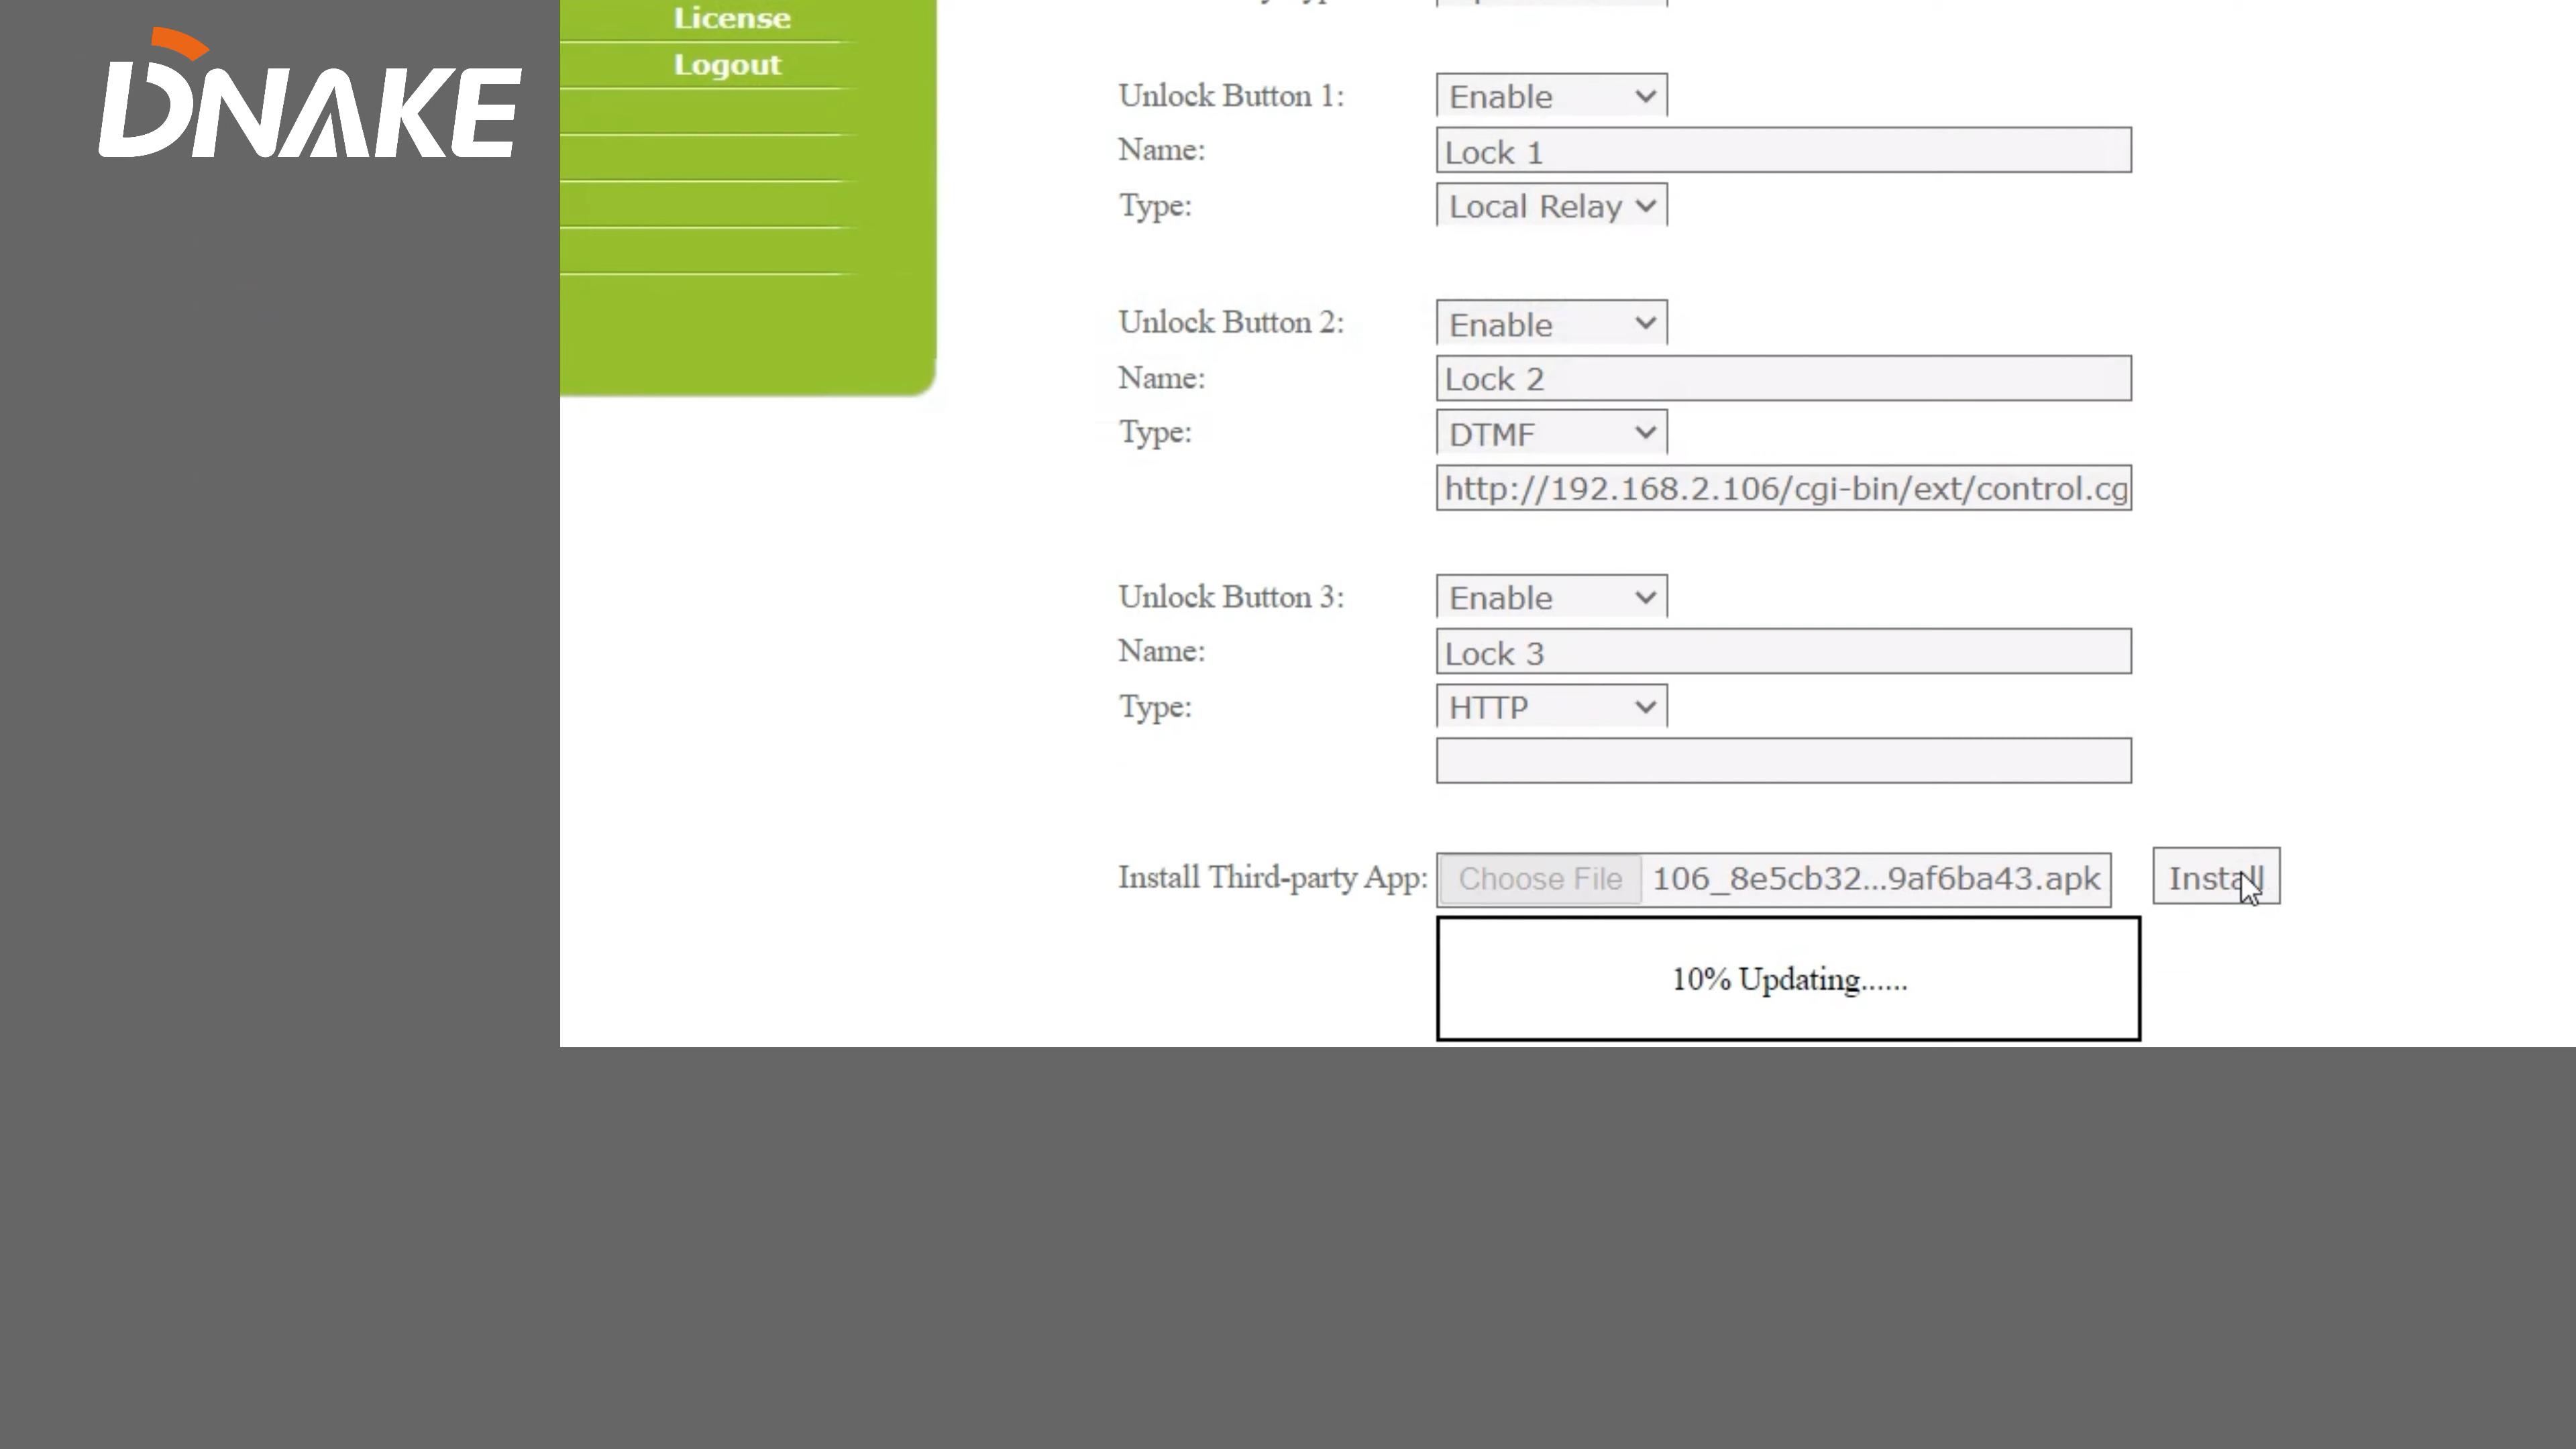 DNAKE
License
Logout
Unlock Button 1: Enable
Name: Lock 1
Type: Local Relay
Unlock Button 2: Enable
Name: Lock 2
Type: DTMF
http://192.168.2.106/cgi-bin/ext/control.cg
Unlock Button 3: Enable
Name: Lock 3
Type: HTTP
Install Third-party App: Choose File 106_8e5cb32...9af6ba43.apk Install
10% Updating......